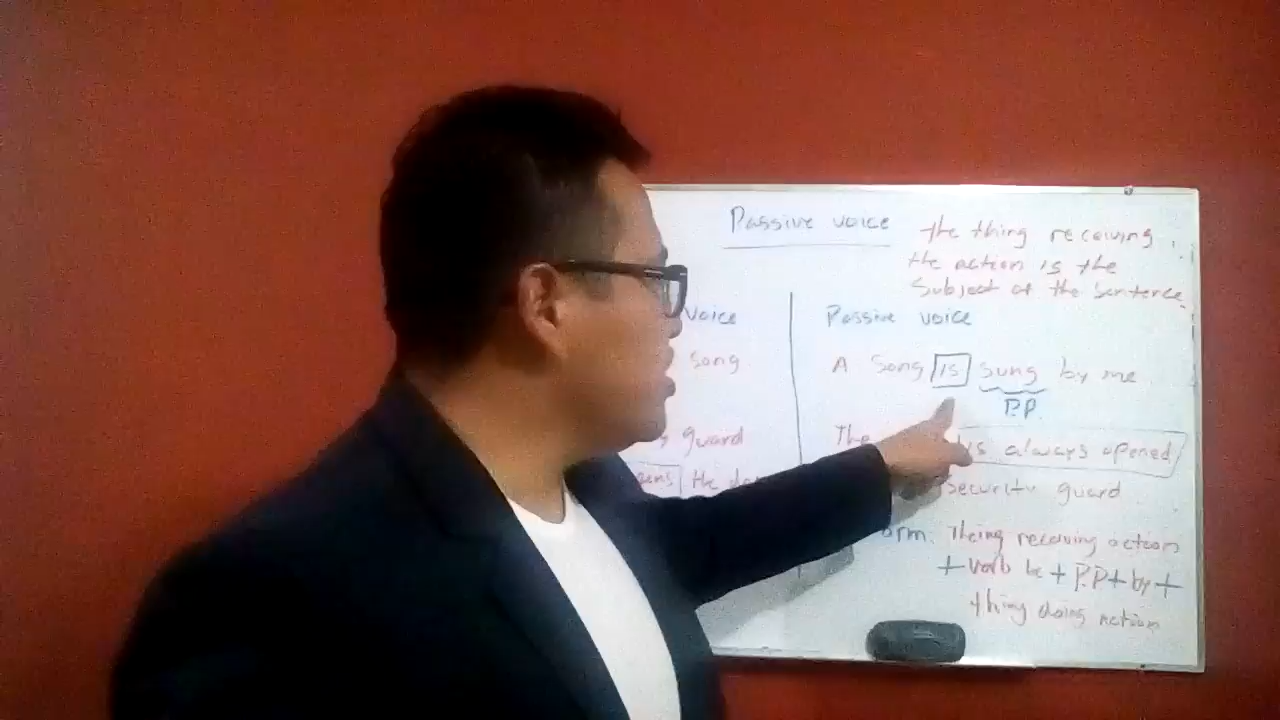 Passive voice
the thing receiving
the action is the
subject of the sentence.
voice
song
guard
the
Passive voice
A song is sung by me
P.P.
The is always opened
security guard
orm: Theing receiving action
+ verb be + P.P + by +
thing doing action